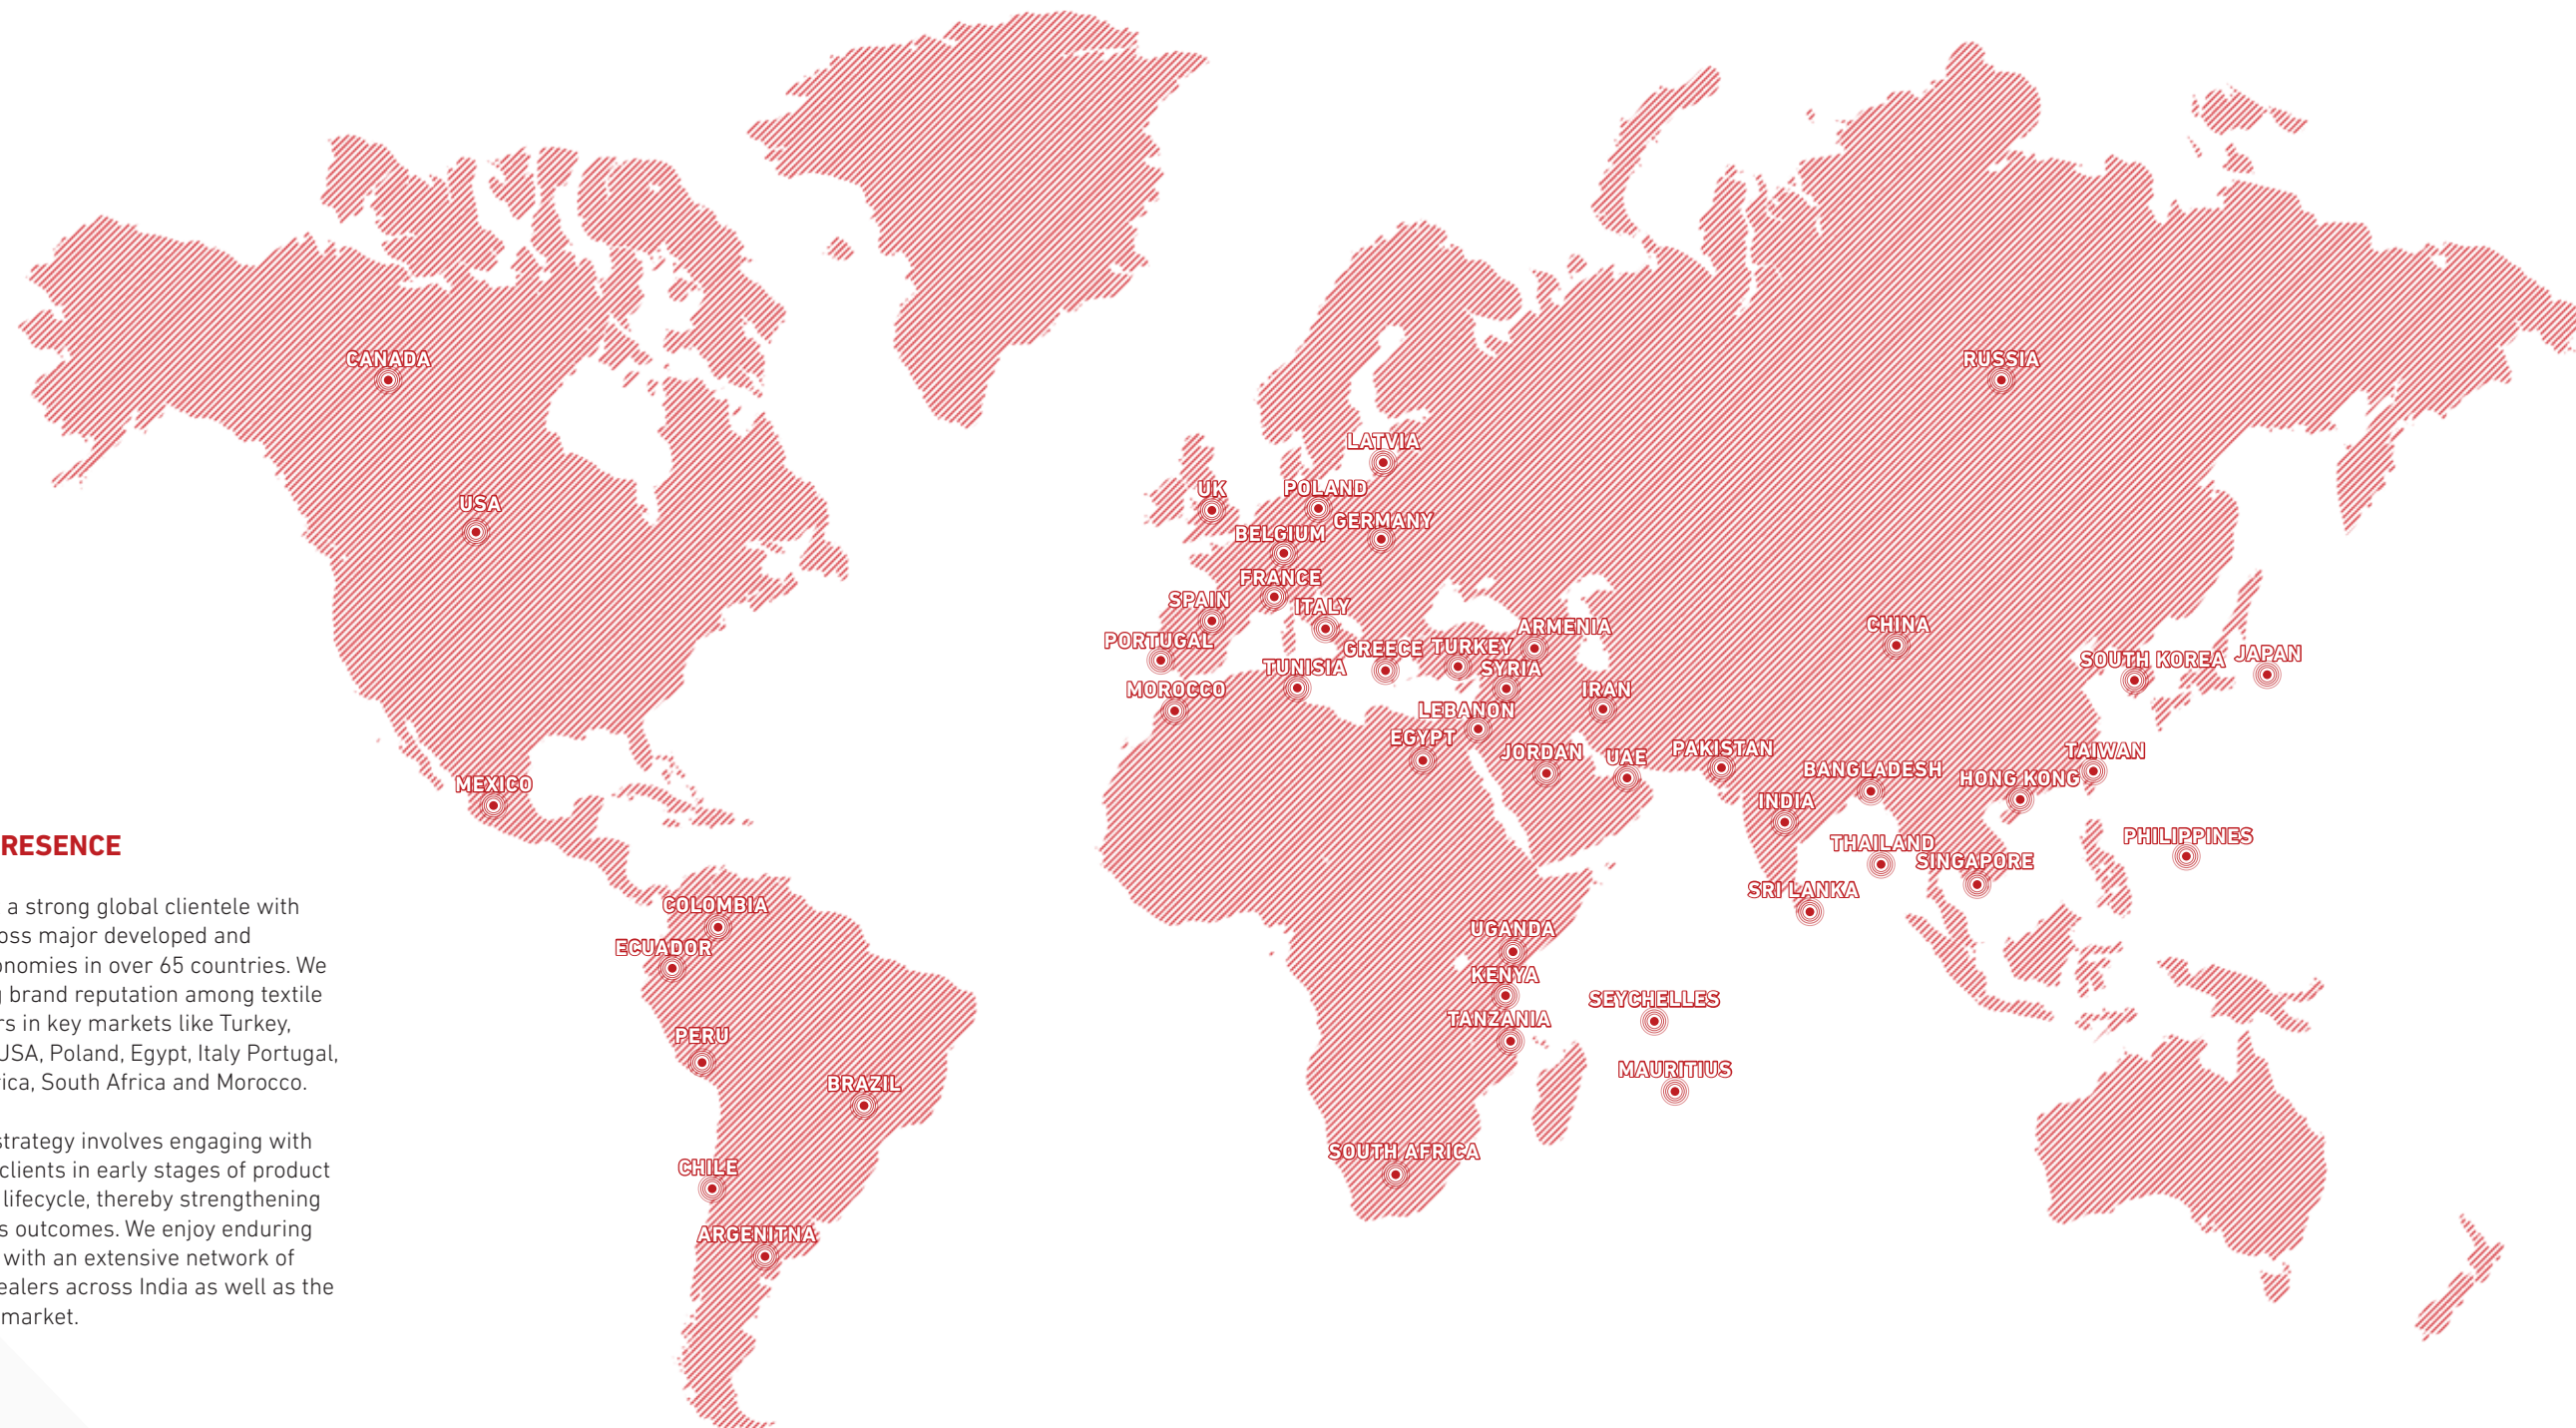 CANADA
RUSSIA
LATVIA
USA
UK
POLAND
GERMANY
BELGIUM
FRANCE
SPAIN
ITALY
PORTUGAL
GREECE
TURKEY
ARMENIA
SYRIA
TUNISIA
MOROCCO
LEBANON
IRAN
EGYPT
JORDAN
UAE
PAKISTAN
CHINA
SOUTH KOREA
JAPAN
TAIWAN
BANGLADESH
HONG KONG
INDIA
THAILAND
SINGAPORE
PHILIPPINES
SRI LANKA
MEXICO
COLOMBIA
ECUADOR
PERU
BRAZIL
CHILE
ARGENITNA
UGANDA
KENYA
TANZANIA
SEYCHELLES
MAURITIUS
SOUTH AFRICA
RESENCE
a strong global clientele with
oss major developed and
onomies in over 65 countries. We
g brand reputation among textile
rs in key markets like Turkey,
USA, Poland, Egypt, Italy Portugal,
rica, South Africa and Morocco.
strategy involves engaging with
clients in early stages of product
lifecycle, thereby strengthening
s outcomes. We enjoy enduring
with an extensive network of
ealers across India as well as the
market.